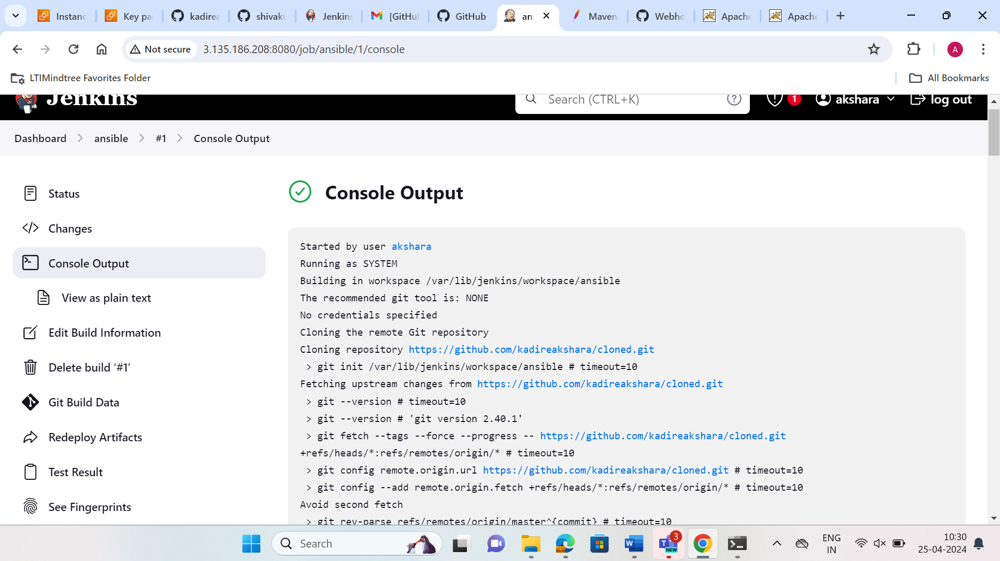 Instanc
Key pai
kadirea
shivaku
Jenkins
[GitHul
GitHub
an
Maven
Webho
Apache
Apache
Not secure
3.135.186.208:8080/job/ansible/1/console
A
LTIMindtree Favorites Folder
All Bookmarks
Jenkins
Search (CTRL+K)
1
akshara
log out
Dashboard
ansible
#1
Console Output
Status
Changes
Console Output
View as plain text
Edit Build Information
Delete build ‘#1’
Git Build Data
Redeploy Artifacts
Test Result
See Fingerprints
Console Output
Started by user akshara
Running as SYSTEM
Building in workspace /var/lib/jenkins/workspace/ansible
The recommended git tool is: NONE
No credentials specified
Cloning the remote Git repository
Cloning repository https://github.com/kadireakshara/cloned.git
> git init /var/lib/jenkins/workspace/ansible # timeout=10
Fetching upstream changes from https://github.com/kadireakshara/cloned.git
> git --version # timeout=10
> git --version # 'git version 2.40.1'
> git fetch --tags --force --progress -- https://github.com/kadireakshara/cloned.git
+refs/heads/*:refs/remotes/origin/* # timeout=10
> git config remote.origin.url https://github.com/kadireakshara/cloned.git # timeout=10
> git config --add remote.origin.fetch +refs/heads/*:refs/remotes/origin/* # timeout=10
Avoid second fetch
> git rev-parse refs/remotes/origin/master^{commit} # timeout=10
Search
W
T
3
NEW
ENG
IN
10:30
25-04-2024